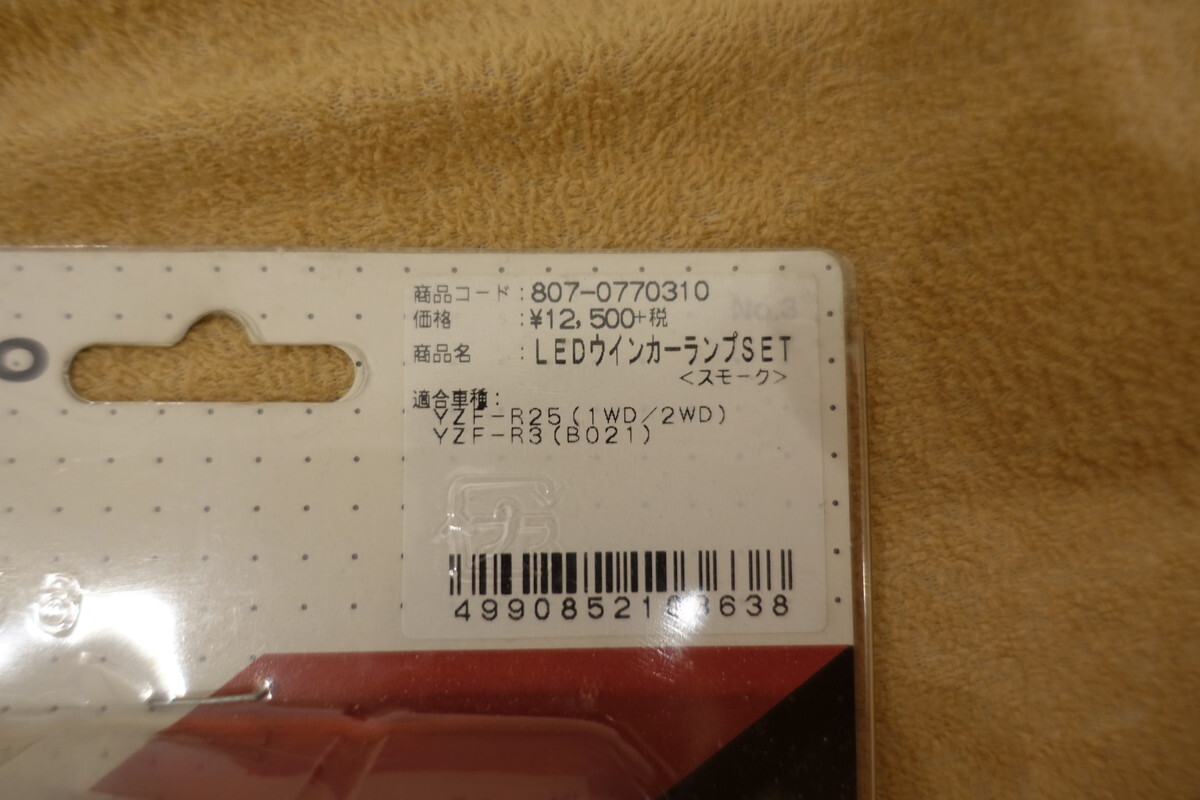 商品コード：807-0770310
価格　　：¥12,500+税
商品名　：LEDウインカーランプSET
<スモーク>
適合車種：
YZF-R25(1WD/2WD)
YZF-R3(B021)
プラ
No.3